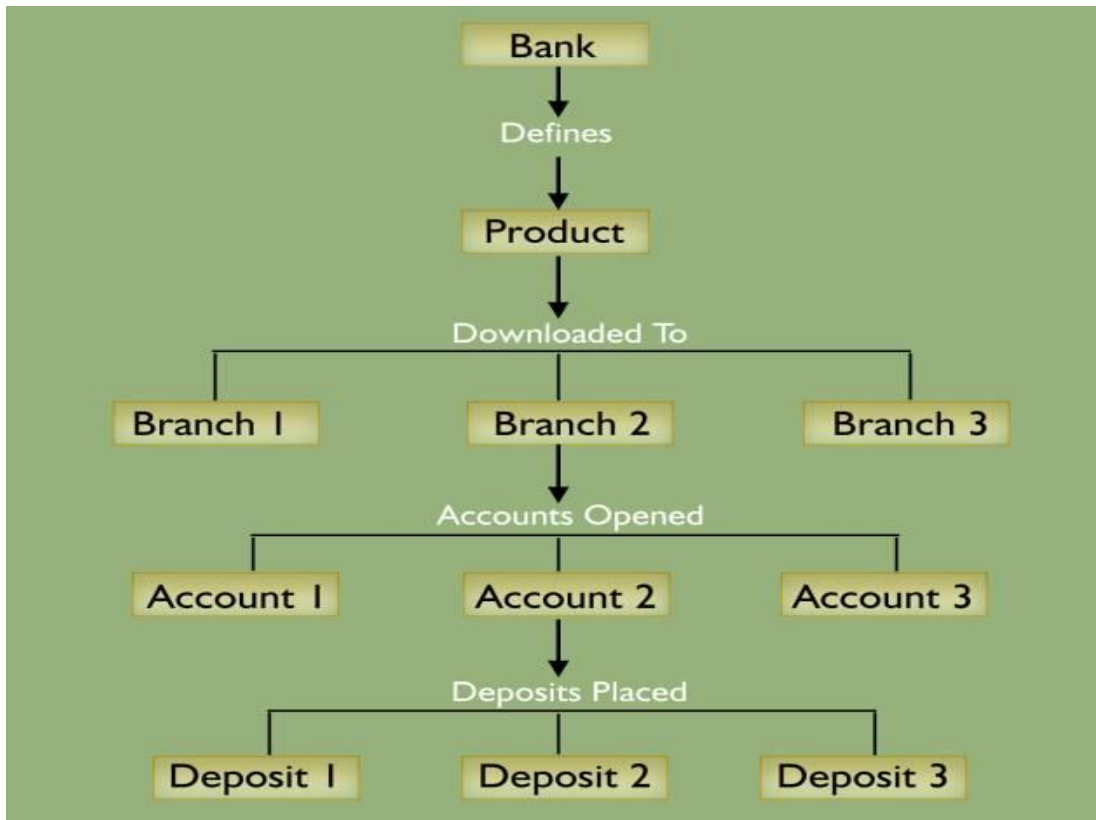 Bank
Defines
Product
Downloaded To
Branch 1
Branch 2
Branch 3
Accounts Opened
Account 1
Account 2
Account 3
Deposits Placed
Deposit 1
Deposit 2
Deposit 3